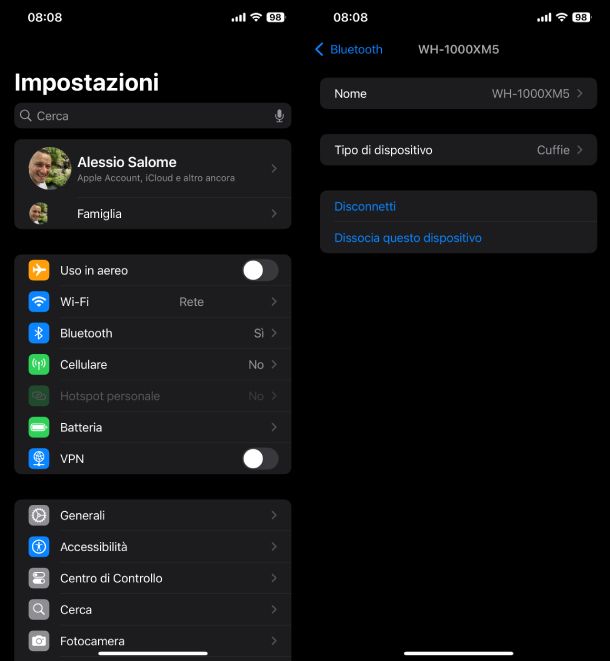 08:08
98
Impostazioni
Cerca
Alessio Salome
Apple Account, iCloud e altro ancora
Famiglia
Uso in aereo
Wi-Fi Rete
Bluetooth Sì
Cellulare No
Hotspot personale No
Batteria
VPN
Generali
Accessibilità
Centro di Controllo
Cerca
Fotocamera
08:08
98
Bluetooth WH-1000XM5
Nome WH-1000XM5
Tipo di dispositivo Cuffie
Disconnetti
Dissocia questo dispositivo